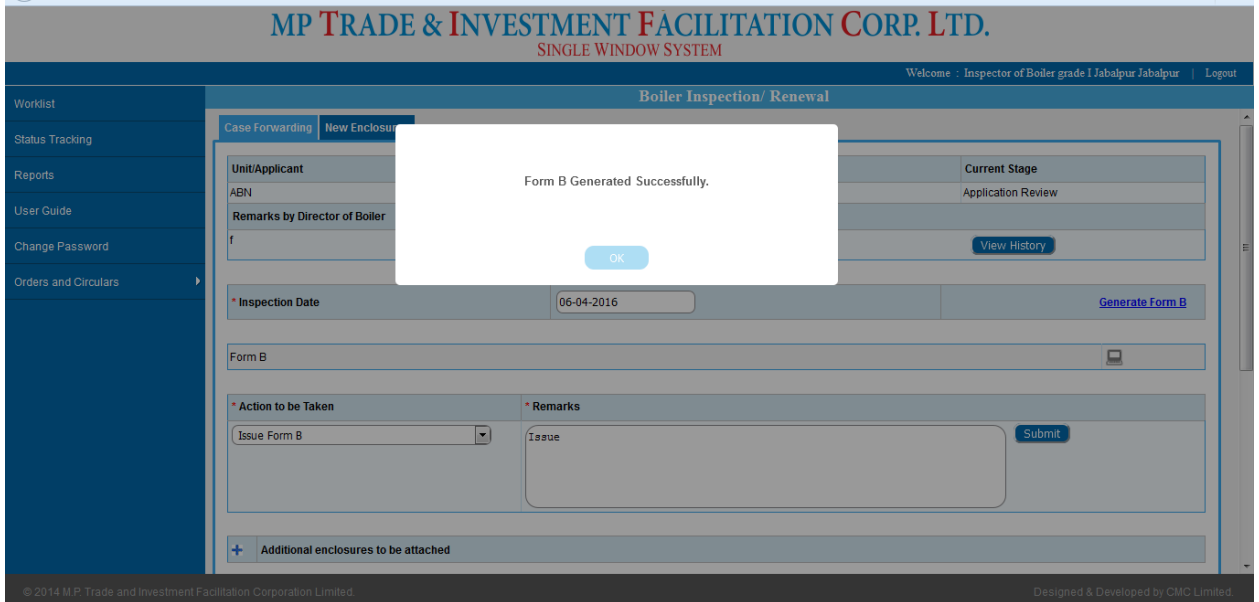 MP TRADE & INVESTMENT FACILITATION CORP. LTD.
SINGLE WINDOW SYSTEM
Welcome : Inspector of Boiler grade I Jabalpur Jabalpur | Logout
Worklist
Status Tracking
Reports
User Guide
Change Password
Orders and Circulars
Boiler Inspection/ Renewal
Case Forwarding New Enclosu
Unit/Applicant Current Stage
ABN Application Review
Remarks by Director of Boiler
f View History
Form B Generated Successfully.
OK
* Inspection Date 06-04-2016 Generate Form B
Form B
* Action to be Taken * Remarks
Issue Form B Issue Submit
+ Additional enclosures to be attached
© 2014 M.P. Trade and Investment Facilitation Corporation Limited. Designed & Developed by CMC Limited.